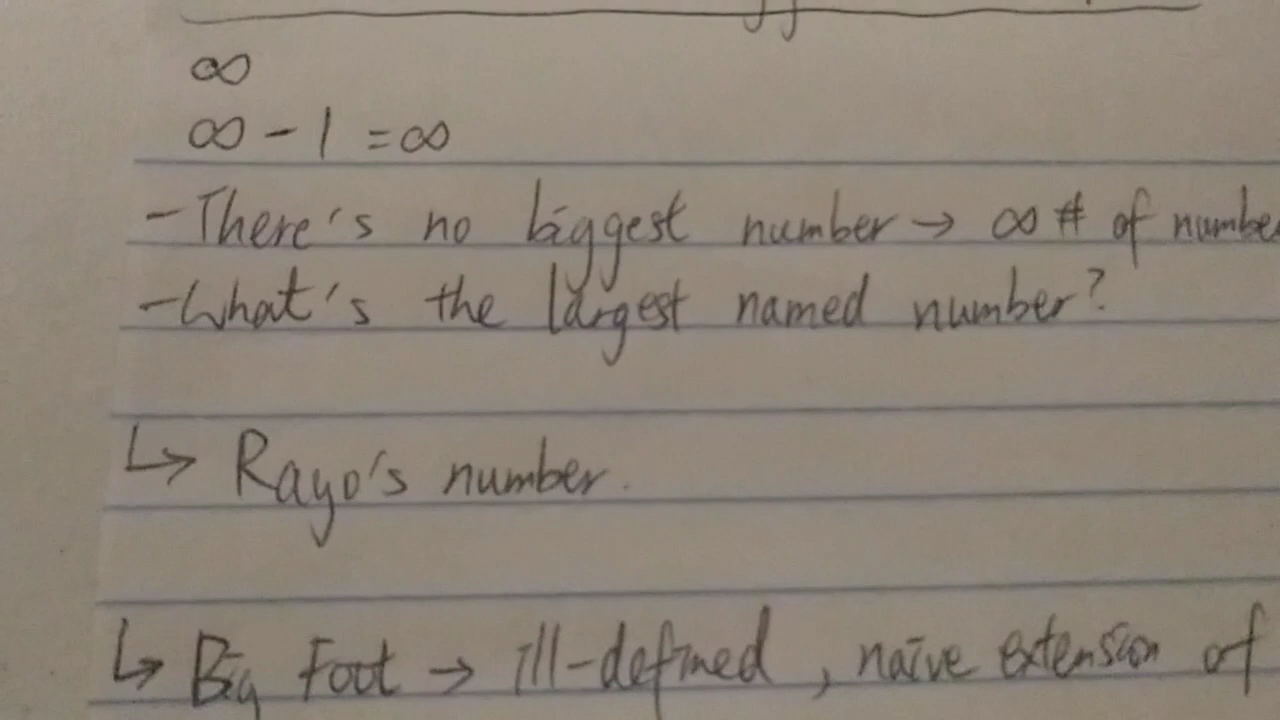 ∞
∞ - 1 = ∞
- There's no biggest number → ∞ # of numbe
- What's the largest named number?
↳ Rayo's number.
↳ Big Foot → ill-defined, naïve extension of